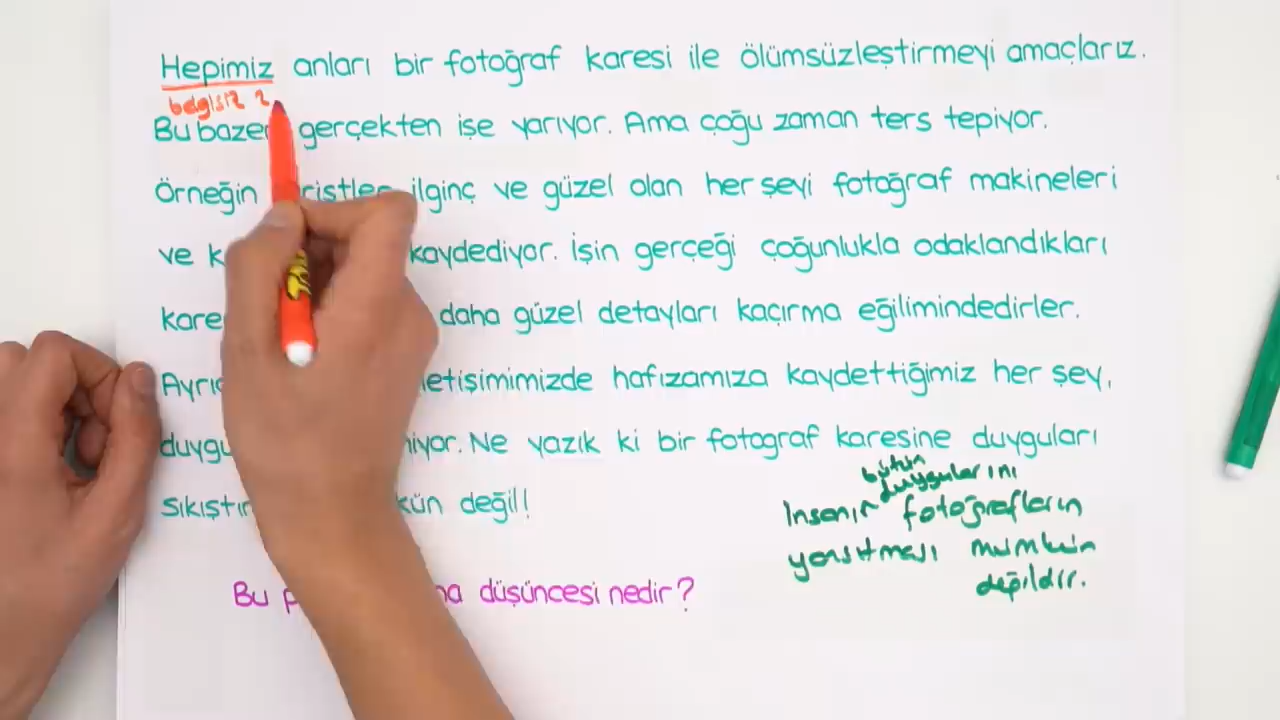 Hepimiz anları bir fotoğraf karesi ile ölümsüzleştirmeyi amaçlarız.
belgisiz z
Bu bazen gerçekten işe yarıyor. Ama çoğu zaman ters tepiyor.
Örneğin ilginç ve güzel olan her şeyi fotoğraf makineleri
ve kaydediyor. İşin gerçeği çoğunlukla odaklandıkları
daha güzel detayları kaçırma eğilimindedirler.
hafızamıza kaydettiğimiz her şey,
Ne yazık ki bir fotograf karesine duyguları
değil!
bütün
duygularını
İnsanın fotoğrafların
yansıtması mümkün
değildir.
Bu düşüncesi nedir?